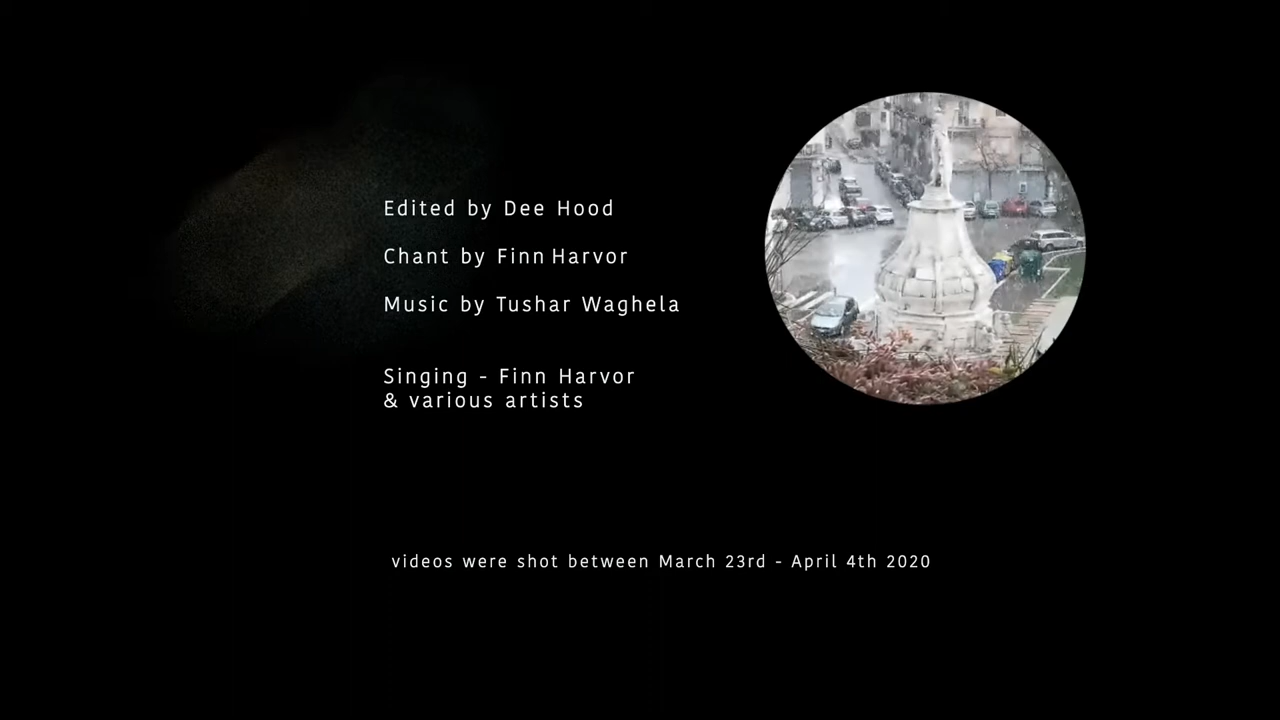 Edited by Dee Hood
Chant by Finn Harvor
Music by Tushar Waghela
Singing - Finn Harvor
& various artists
videos were shot between March 23rd - April 4th 2020